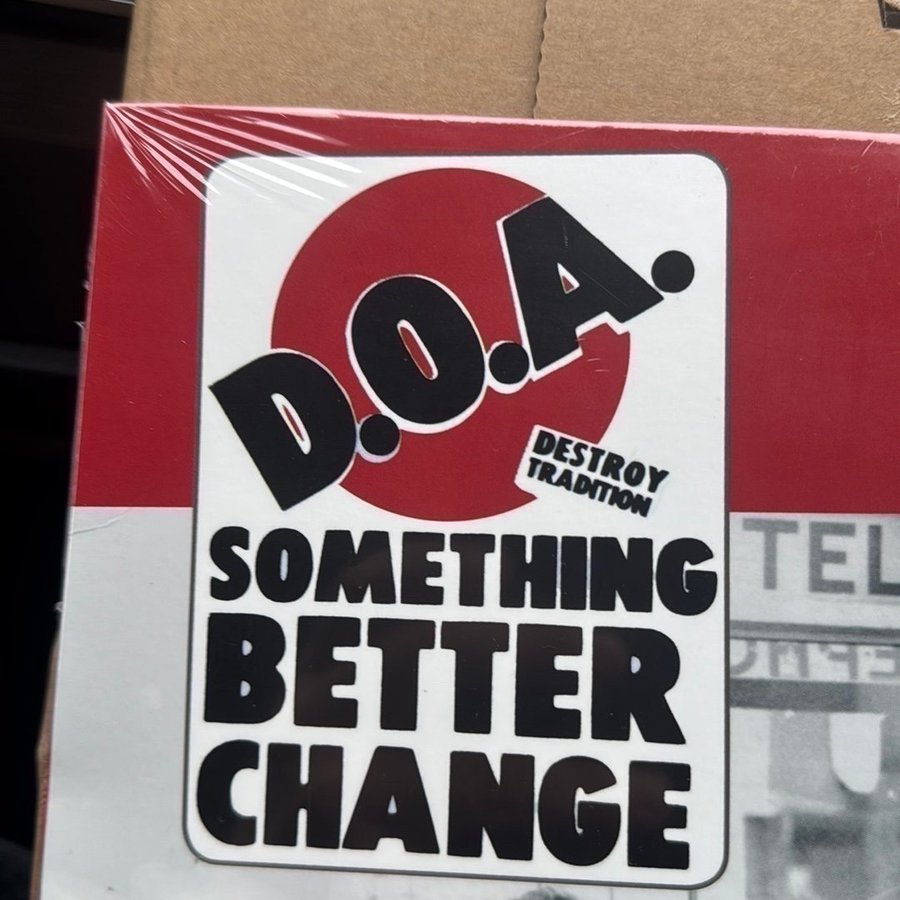 D.O.A.
DESTROY
TRADITION
SOMETHING
BETTER
CHANGE
TEL